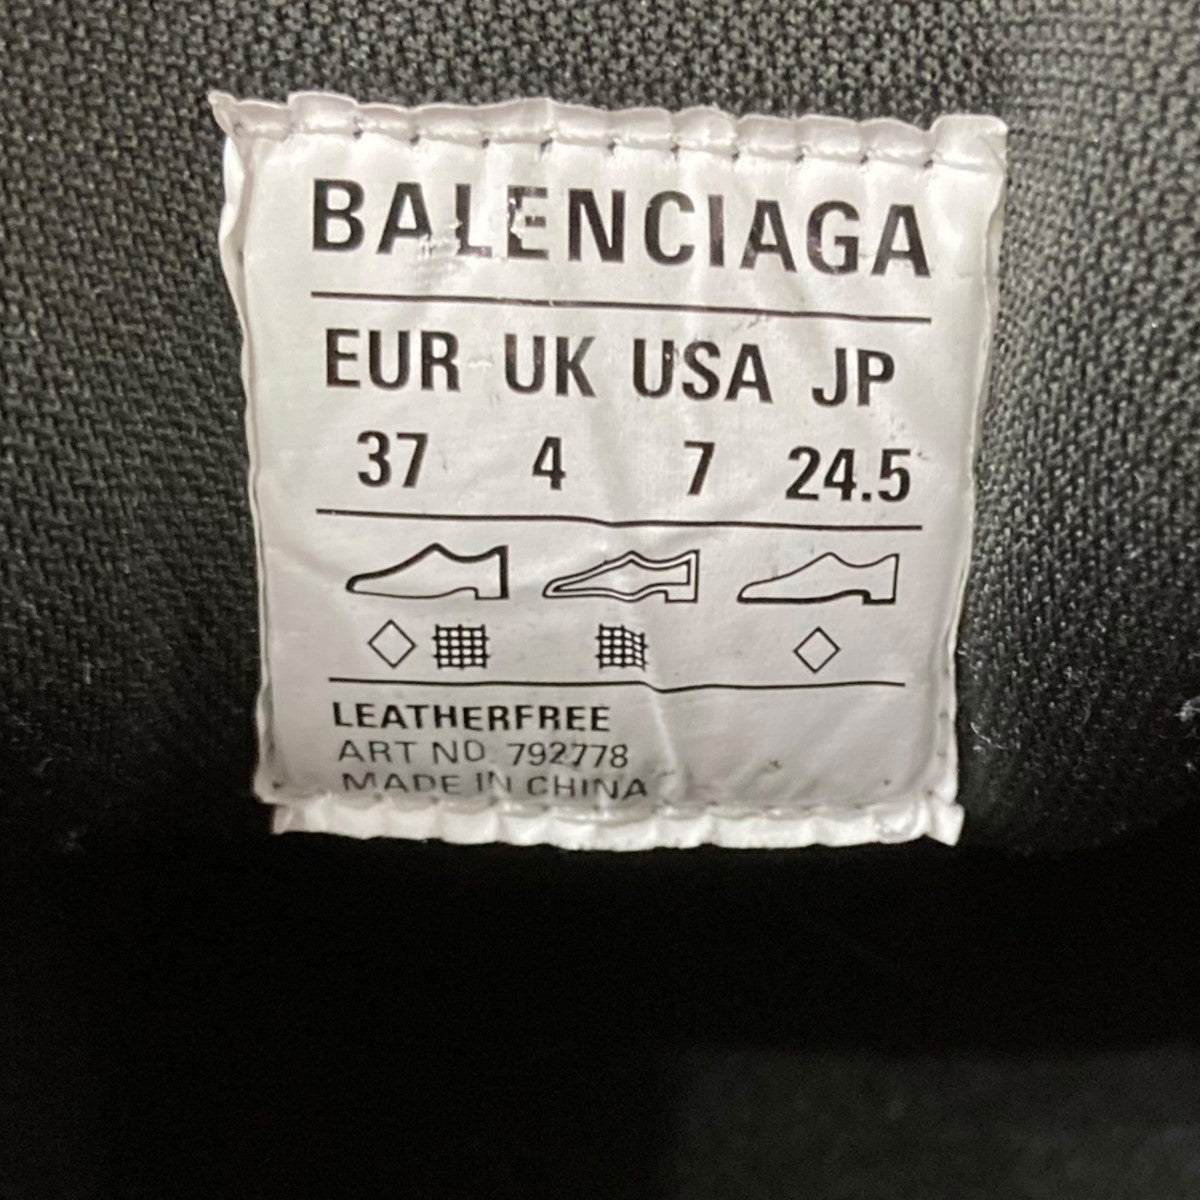 BALENCIAGA
EUR UK USA JP
37 4 7 24.5
LEATHERFREE
ART NO. 792778
MADE IN CHINA